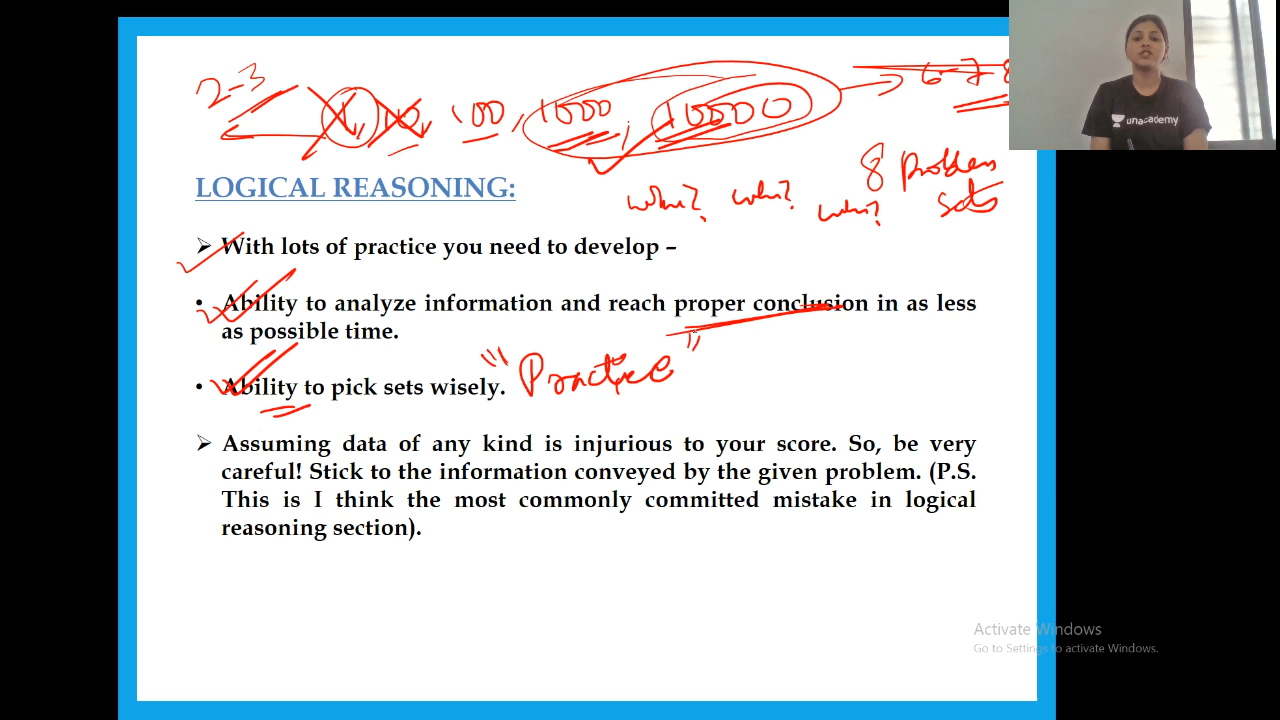 2-3
1, 10, 100, 1000, 10000 → 6-7-8
8 Problem
sets
unacademy
LOGICAL REASONING:
➢ With lots of practice you need to develop –
• Ability to analyze information and reach proper conclusion in as less
as possible time.
"Practice"
• Ability to pick sets wisely.
➢ Assuming data of any kind is injurious to your score. So, be very
careful! Stick to the information conveyed by the given problem. (P.S.
This is I think the most commonly committed mistake in logical
reasoning section).
Activate Windows
Go to Settings to activate Windows.